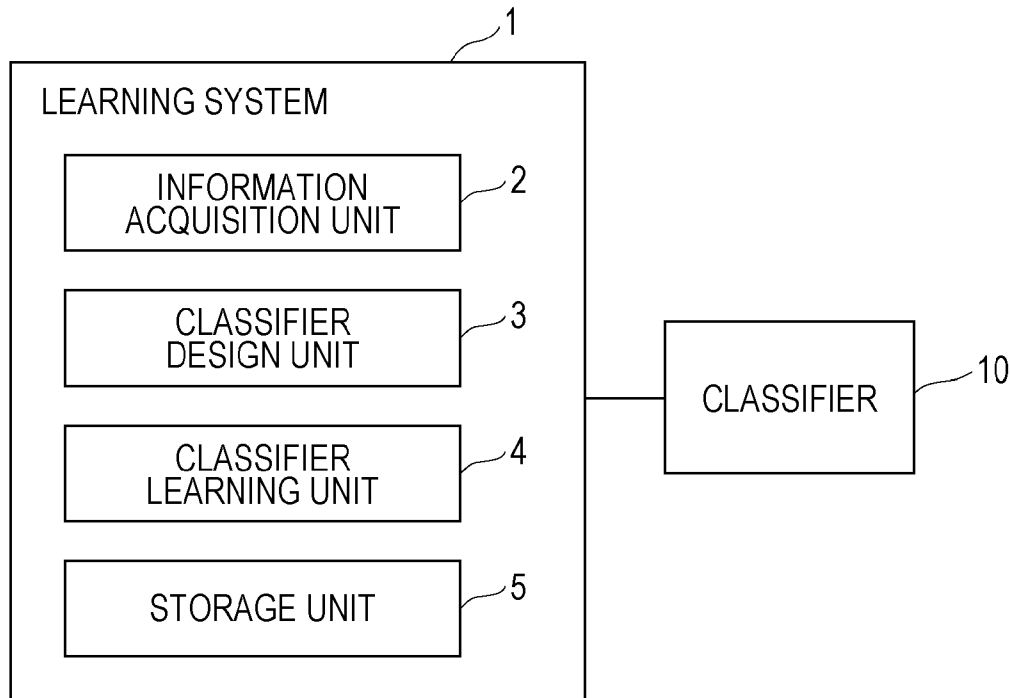 1
LEARNING SYSTEM
INFORMATION
ACQUISITION UNIT
2
CLASSIFIER
DESIGN UNIT
3
CLASSIFIER
LEARNING UNIT
4
STORAGE UNIT
5
CLASSIFIER
10